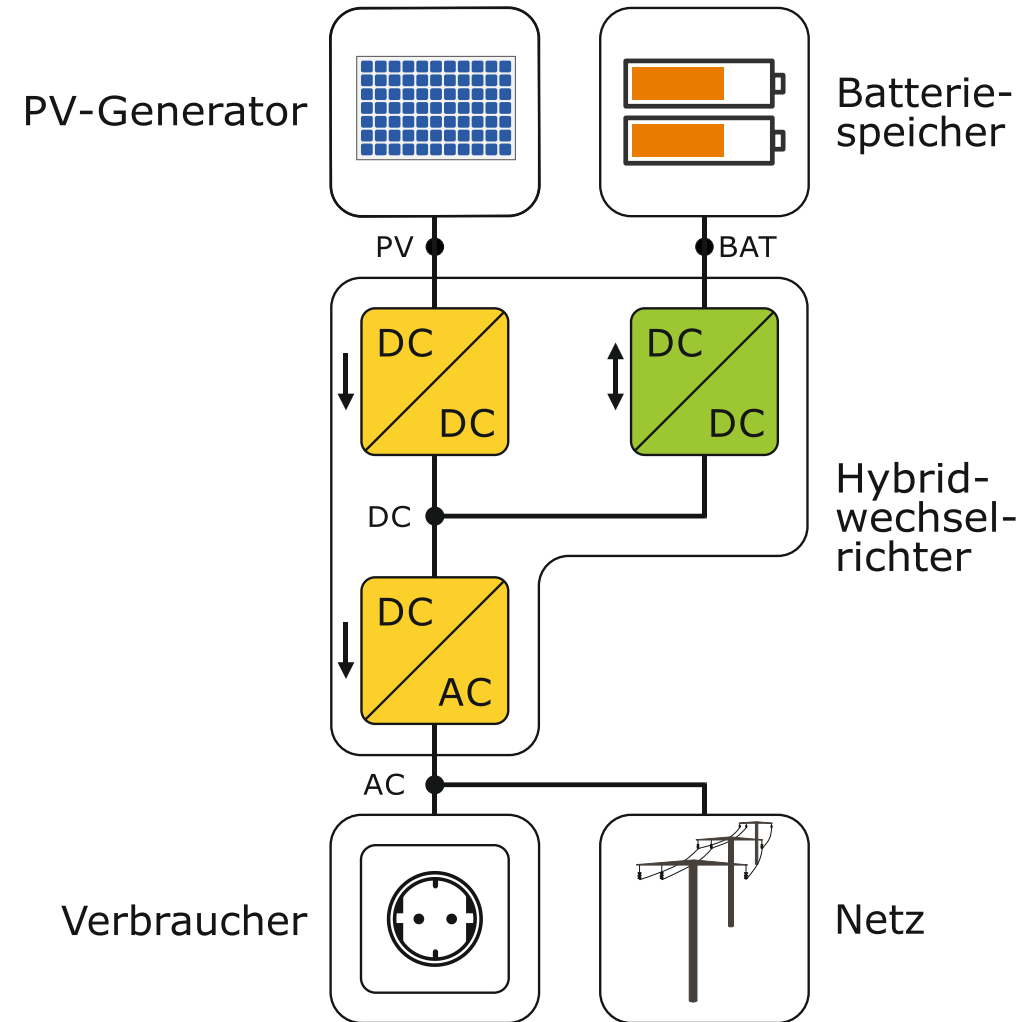 PV-Generator
Batterie-
speicher
PV
BAT
DC
DC
DC
DC
Hybrid-
wechsel-
richter
DC
DC
AC
AC
Verbraucher
Netz